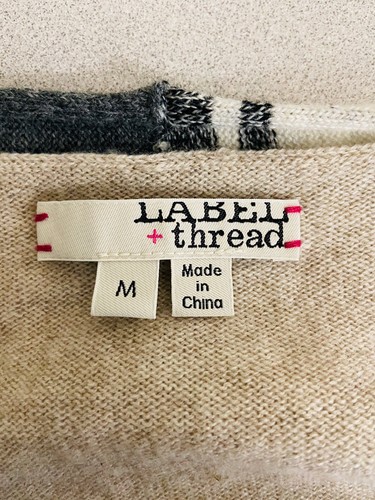 LABEL
+ thread
M
Made
in
China